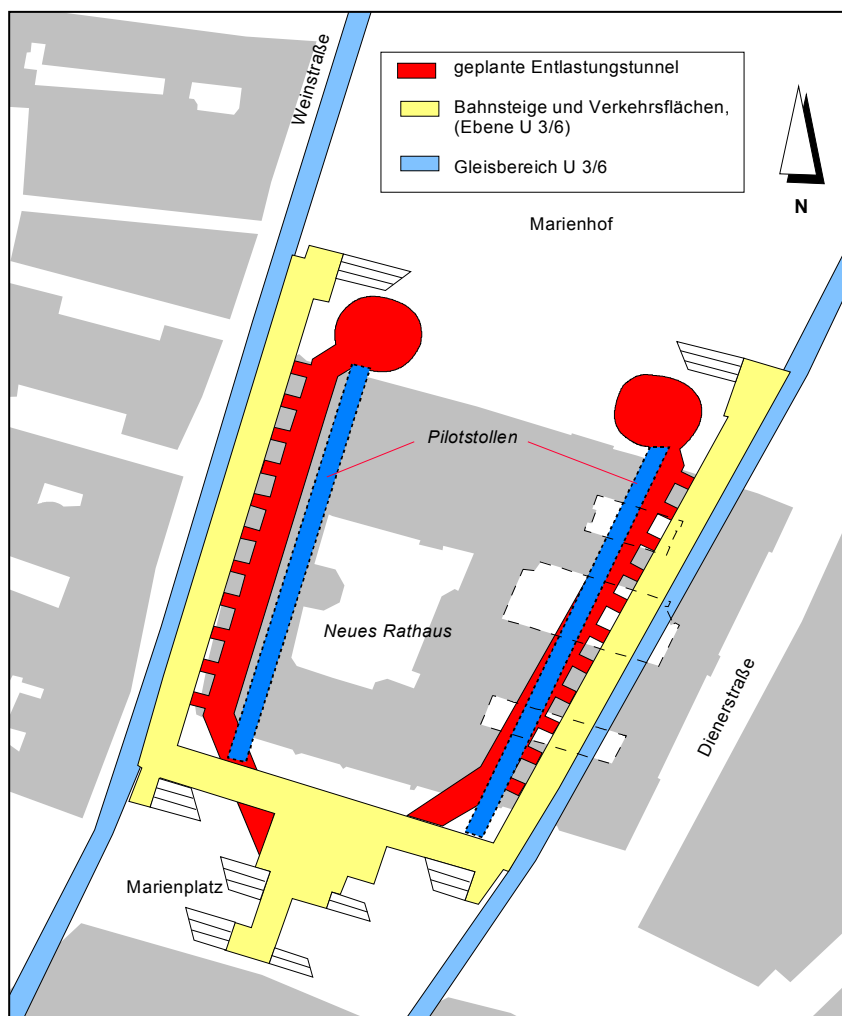 Weinstraße
geplante Entlastungstunnel
Bahnsteige und Verkehrsflächen,
(Ebene U 3/6)
Gleisbereich U 3/6
N
Marienhof
Pilotstollen
Neues Rathaus
Dienerstraße
Marienplatz